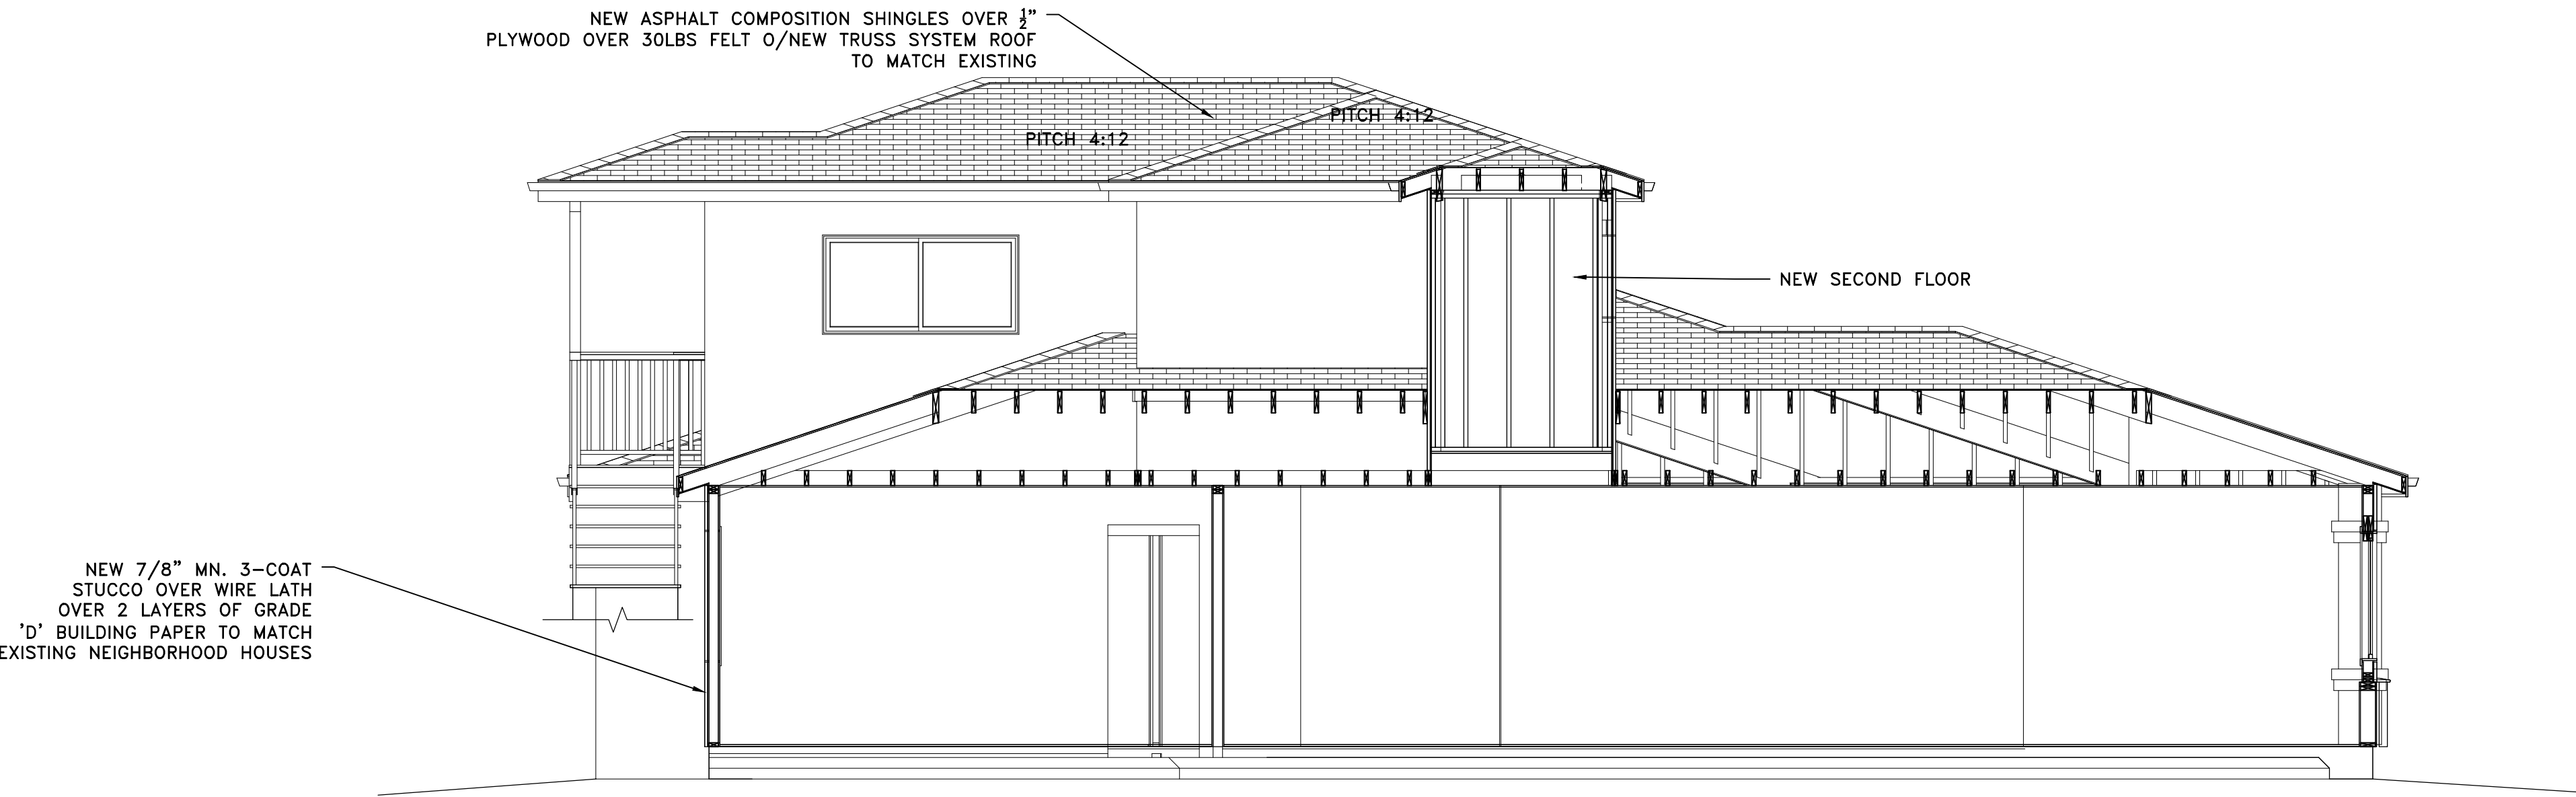 NEW ASPHALT COMPOSITION SHINGLES OVER ½"
PLYWOOD OVER 30LBS FELT O/NEW TRUSS SYSTEM ROOF
TO MATCH EXISTING
PITCH 4:12
PITCH 4:12
NEW SECOND FLOOR
NEW 7/8" MN. 3-COAT
STUCCO OVER WIRE LATH
OVER 2 LAYERS OF GRADE
'D' BUILDING PAPER TO MATCH
EXISTING NEIGHBORHOOD HOUSES